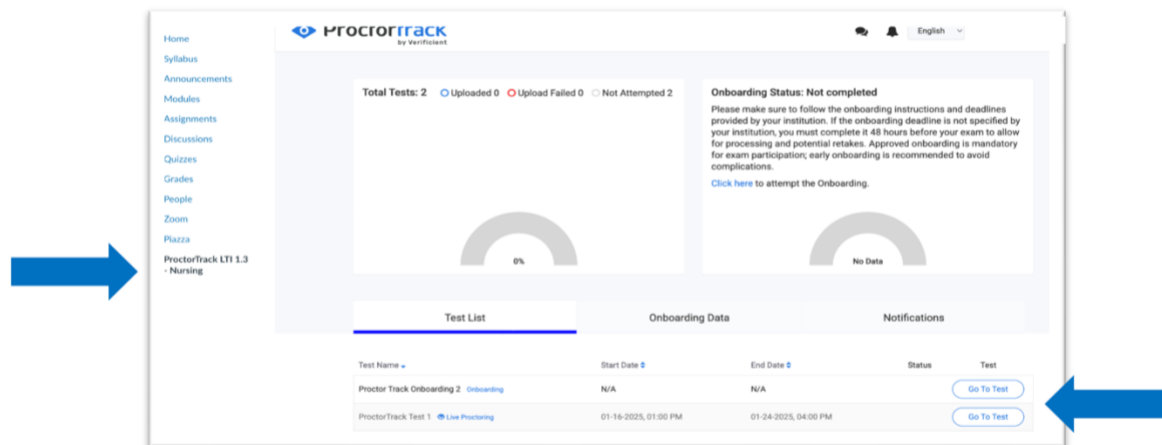 Home
Syllabus
Announcements
Modules
Assignments
Discussions
Quizzes
Grades
People
Zoom
Piazza
ProctorTrack LTI 1.3
- Nursing
Proctortrack
by Verificient
English
Total Tests: 2 Uploaded 0 Upload Failed 0 Not Attempted 2
0%
Onboarding Status: Not completed
Please make sure to follow the onboarding instructions and deadlines
provided by your institution. If the onboarding deadline is not specified by
your institution, you must complete it 48 hours before your exam to allow
for processing and potential retakes. Approved onboarding is mandatory
for exam participation; early onboarding is recommended to avoid
complications.
Click here to attempt the Onboarding.
No Data
Test List Onboarding Data Notifications
Test Name Start Date End Date Status Test
Proctor Track Onboarding 2 Onboarding N/A N/A Go To Test
ProctorTrack Test 1 Live Proctoring 01-16-2025, 01:00 PM 01-24-2025, 04:00 PM Go To Test